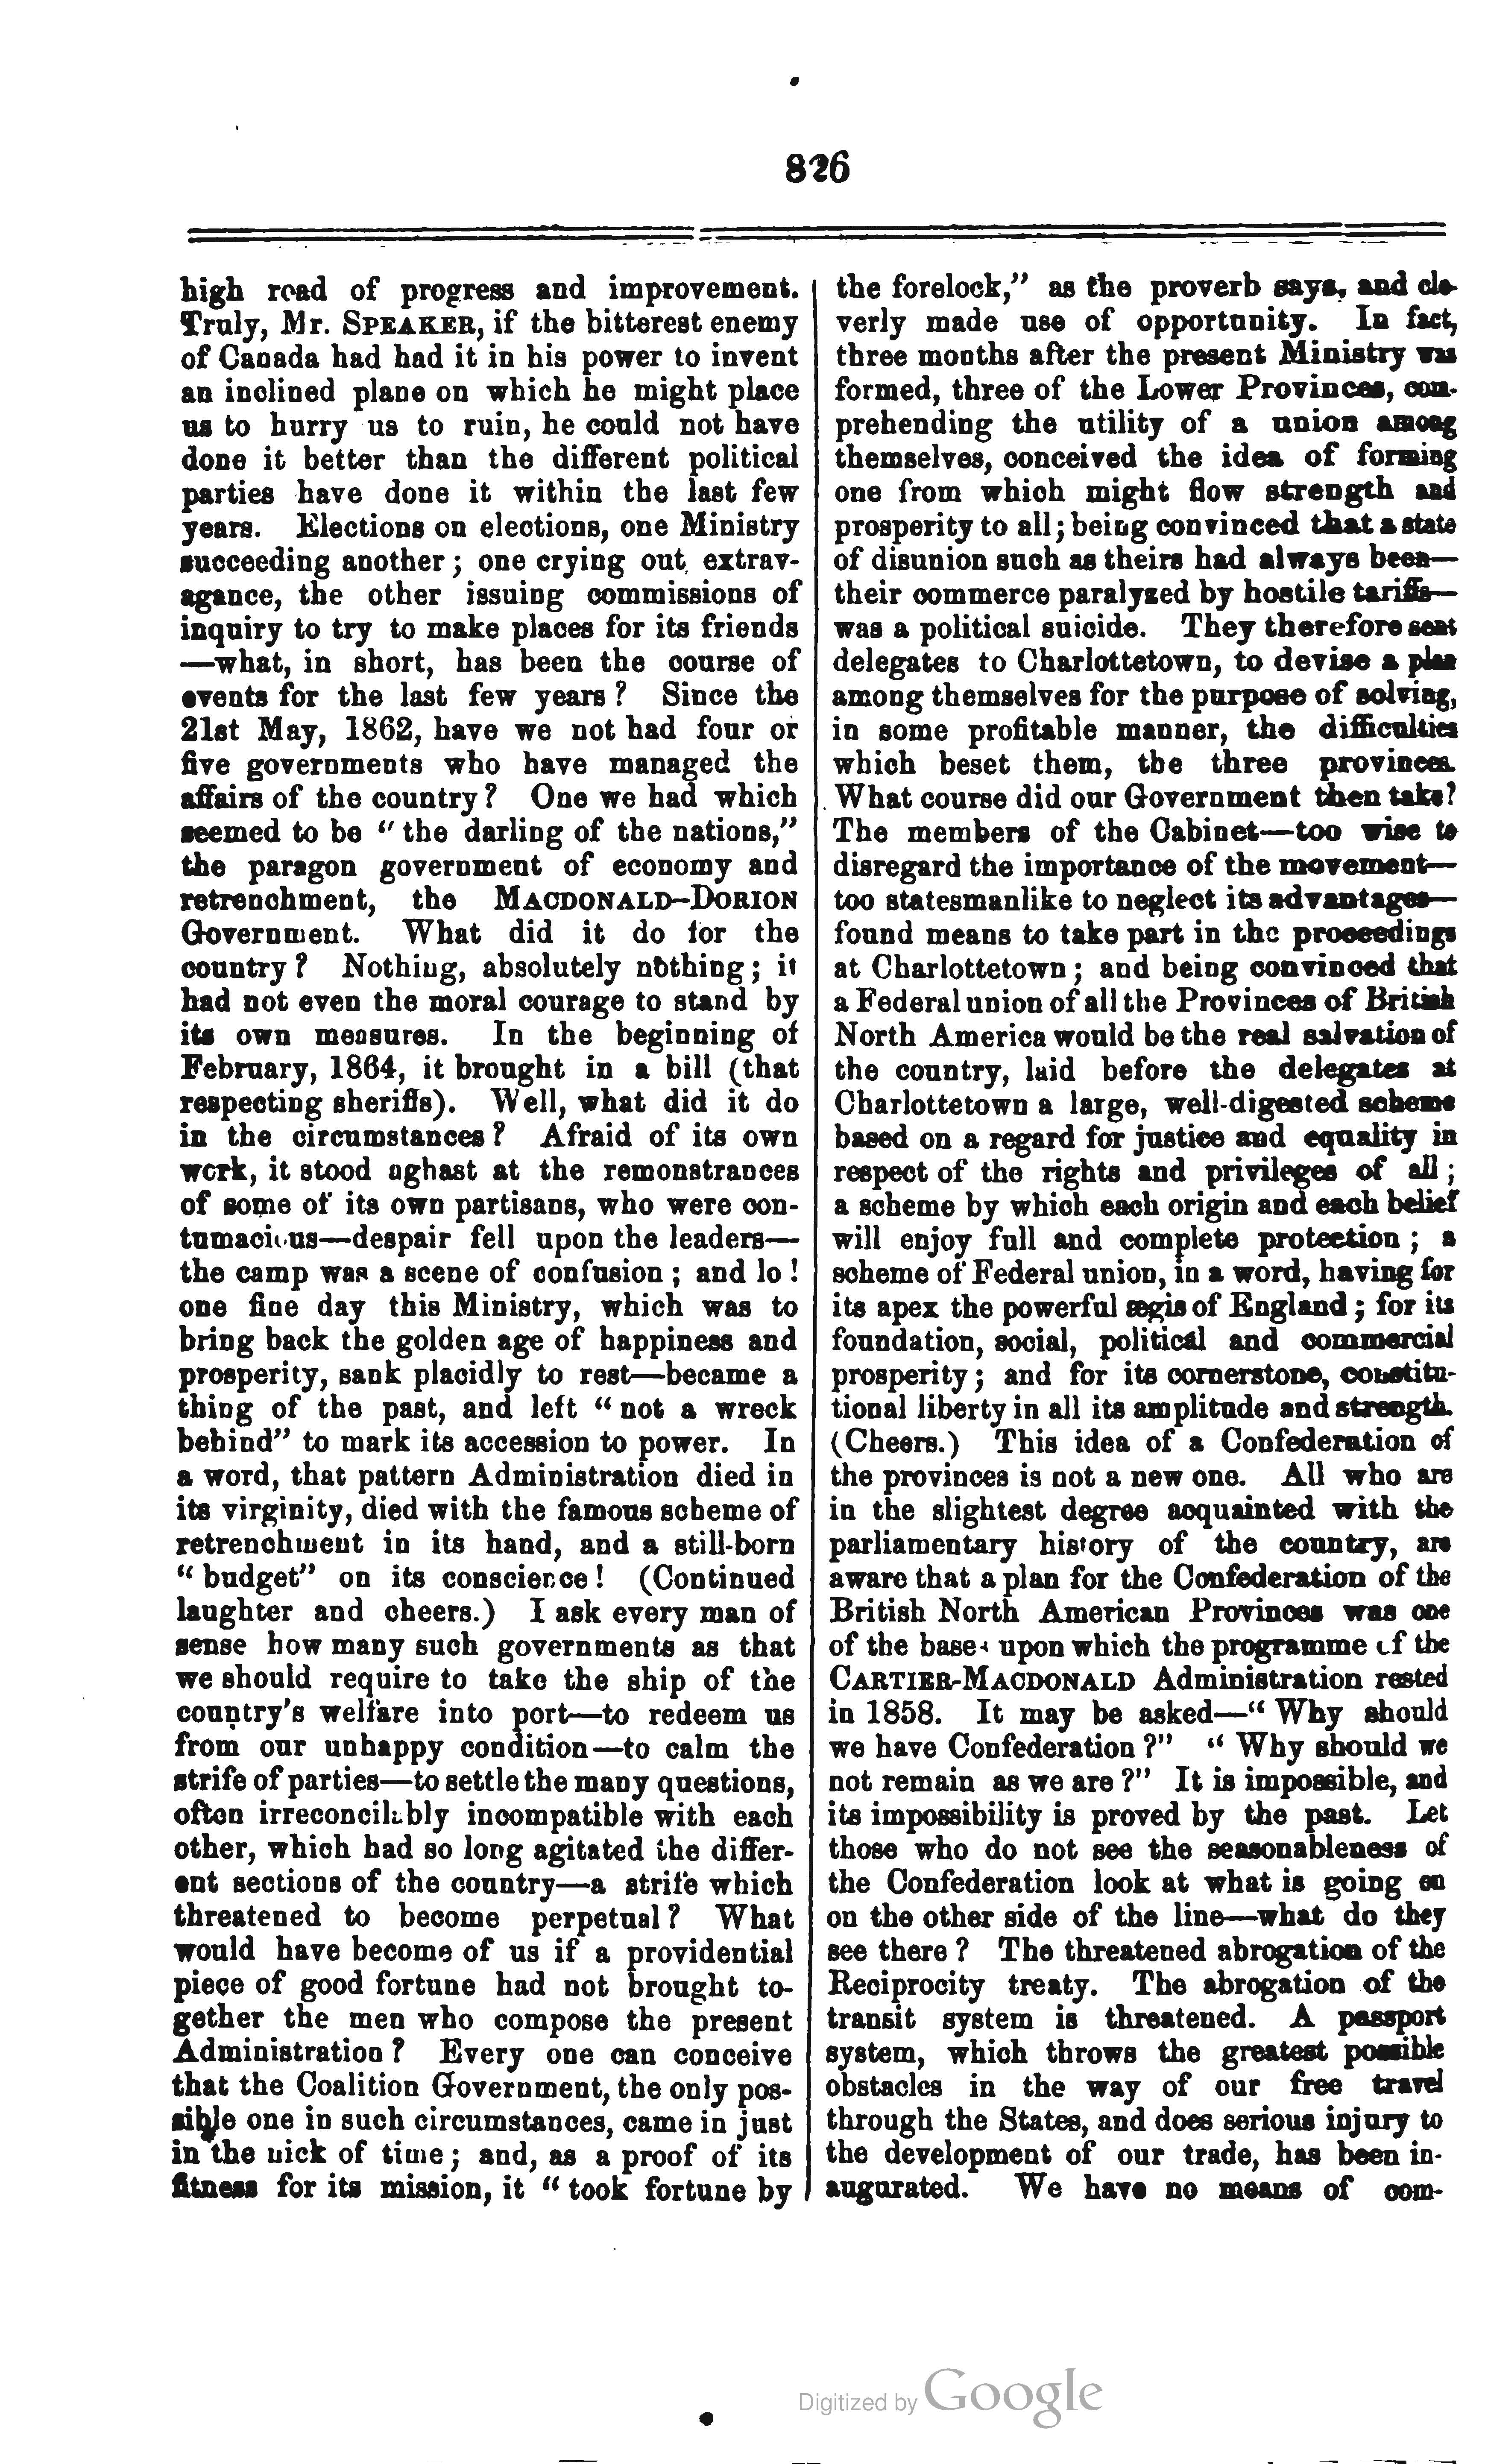 826
high road of progress and improvement.
Truly, Mr. SPEAKER, if the bitterest enemy
of Canada had had it in his power to invent
an inclined plane on which he might place
us to hurry us to ruin, he could not have
done it better than the different political
parties have done it within the last few
years. Elections on elections, one Ministry
succeeding another; one crying out extrav-
agance, the other issuing commissions of
inquiry to try to make places for its friends
—what, in short, has been the course of
events for the last few years? Since the
21st May, 1862, have we not had four or
five governments who have managed the
affairs of the country? One we had which
seemed to be "the darling of the nations,"
the paragon government of economy and
retrenchment, the MACDONALD-DORION
Government. What did it do for the
country? Nothing, absolutely nothing; it
had not even the moral courage to stand by
its own measures. In the beginning of
February, 1864, it brought in a bill (that
respecting sheriffs). Well, what did it do
in the circumstances? Afraid of its own
work, it stood aghast at the remonstrances
of some of its own partisans, who were con-
tumacious—despair fell upon the leaders—
the camp was a scene of confusion; and lo!
one fine day this Ministry, which was to
bring back the golden age of happiness and
prosperity, sank placidly to rest—became a
thing of the past, and left "not a wreck
behind" to mark its accession to power. In
a word, that pattern Administration died in
its virginity, died with the famous scheme of
retrenchment in its hand, and a still-born
"budget" on its conscience! (Continued
laughter and cheers.) I ask every man of
sense how many such governments as that
we should require to take the ship of the
country's welfare into port—to redeem us
from our unhappy condition—to calm the
strife of parties—to settle the many questions,
often irreconcilably incompatible with each
other, which had so long agitated the differ-
ent sections of the country—a strife which
threatened to become perpetual? What
would have become of us if a providential
piece of good fortune had not brought to-
gether the men who compose the present
Administration? Every one can conceive
that the Coalition Government, the only pos-
sible one in such circumstances, came in just
in the nick of time; and, as a proof of its
fitness for its mission, it "took fortune by
the forelock," as the proverb says, and cle-
verly made use of opportunity. In fact,
three months after the present Ministry was
formed, three of the Lower Provinces, com-
prehending the utility of a union among
themselves, conceived the idea of forming
one from which might flow strength and
prosperity to all; being convinced that a state
of disunion such as theirs had always been—
their commerce paralyzed by hostile tariffs—
was a political suicide. They therefore sent
delegates to Charlottetown, to devise a plan
among themselves for the purpose of solving,
in some profitable manner, the difficulties
which beset them, the three provinces.
What course did our Government then take?
The members of the Cabinet—too wise to
disregard the importance of the movement—
too statesmanlike to neglect its advantages—
found means to take part in the proceedings
at Charlottetown; and being convinced that
a Federal union of all the Provinces of British
North America would be the real salvation of
the country, laid before the delegates at
Charlottetown a large, well-digested scheme
based on a regard for justice and equality in
respect of the rights and privileges of all;
a scheme by which each origin and each belief
will enjoy full and complete protection; a
scheme of Federal union, in a word, having for
its apex the powerful ægis of England; for its
foundation, social, political and commercial
prosperity; and for its cornerstone, constitu-
tional liberty in all its amplitude and strength.
(Cheers.) This idea of a Confederation of
the provinces is not a new one. All who are
in the slightest degree acquainted with the
parliamentary history of the country, are
aware that a plan for the Confederation of the
British North American Provinces was one
of the bases upon which the programme of the
CARTIER-MACDONALD Administration rested
in 1858. It may be asked—"Why should
we have Confederation?" "Why should we
not remain as we are?" It is impossible, and
its impossibility is proved by the past. Let
those who do not see the seasonableness of
the Confederation look at what is going on
on the other side of the line—what do they
see there? The threatened abrogation of the
Reciprocity treaty. The abrogation of the
transit system is threatened. A passport
system, which throws the greatest possible
obstacles in the way of our free travel
through the States, and does serious injury to
the development of our trade, has been in-
augurated. We have no means of com-
Digitized by Google